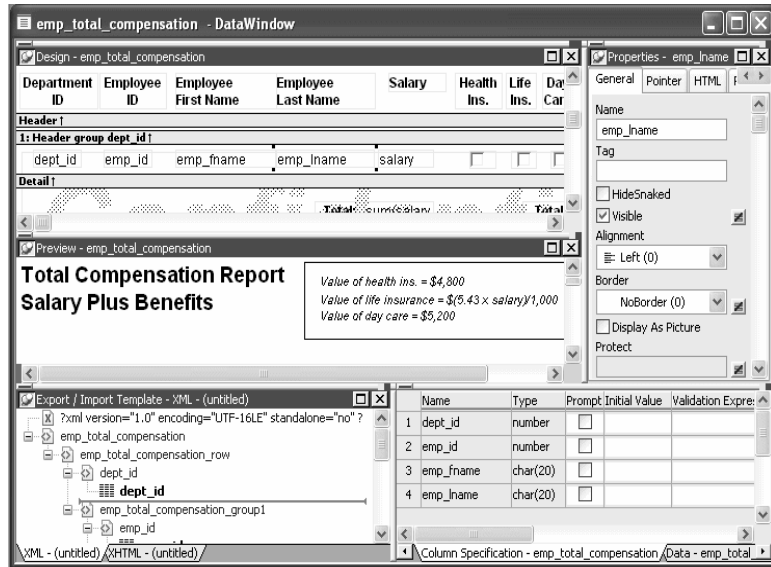 emp_total_compensation - DataWindow
Design - emp_total_compensation
Department ID
Employee ID
Employee First Name
Employee Last Name
Salary
Health Ins.
Life Ins.
Header ↑
1: Header group dept_id ↑
dept_id emp_id emp_fname emp_lname salary
Detail ↑
Total: sum(salary Total
Preview - emp_total_compensation
Total Compensation Report
Salary Plus Benefits
Value of health ins. = $4,800
Value of life insurance = $(5.43 x salary)/1,000
Value of day care = $5,200
Properties - emp_lname
General Pointer HTML
Name
emp_lname
Tag
HideSnaked
Visible
Alignment
Left (0)
Border
NoBorder (0)
Display As Picture
Protect
Export / Import Template - XML - (untitled)
?xml version="1.0" encoding="UTF-16LE" standalone="no" ?
emp_total_compensation
emp_total_compensation_row
dept_id
dept_id
emp_total_compensation_group1
emp_id
XML - (untitled) XHTML - (untitled)
Name Type Prompt Initial Value Validation Expres
1 dept_id number
2 emp_id number
3 emp_fname char(20)
4 emp_lname char(20)
Column Specification - emp_total_compensation Data - emp_total